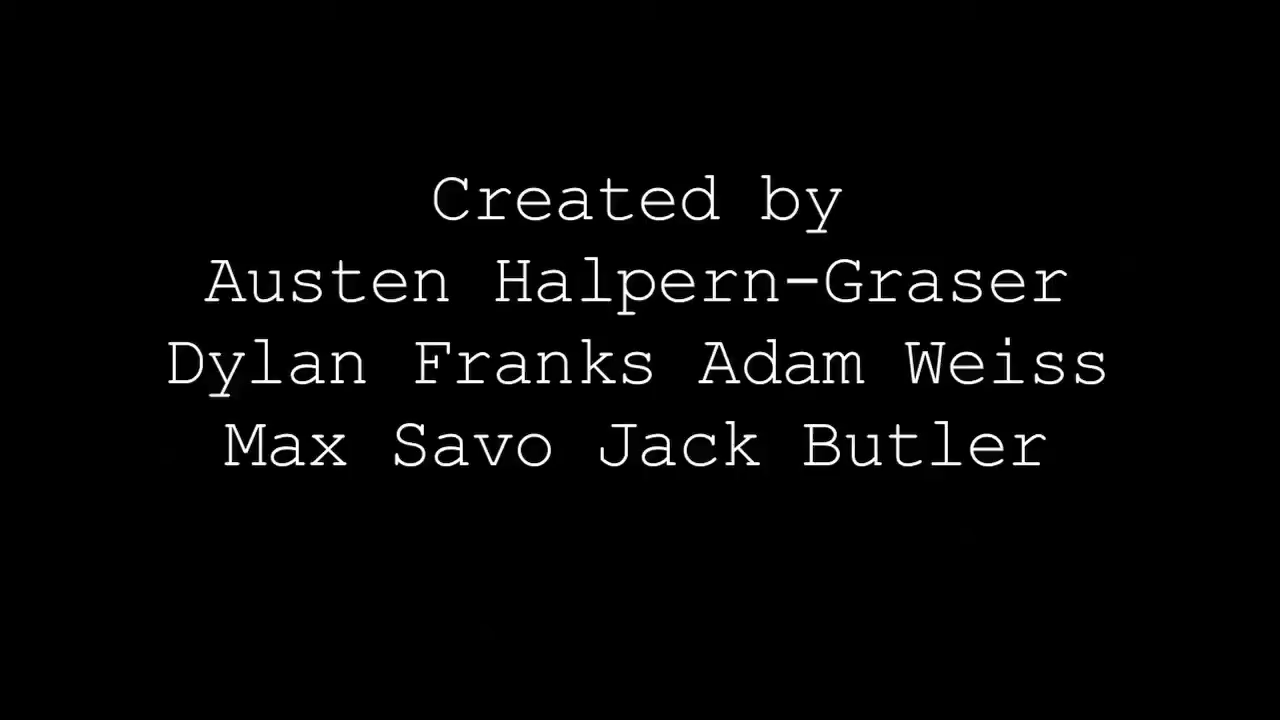 Created by
Austen Halpern-Graser
Dylan Franks Adam Weiss
Max Savo Jack Butler